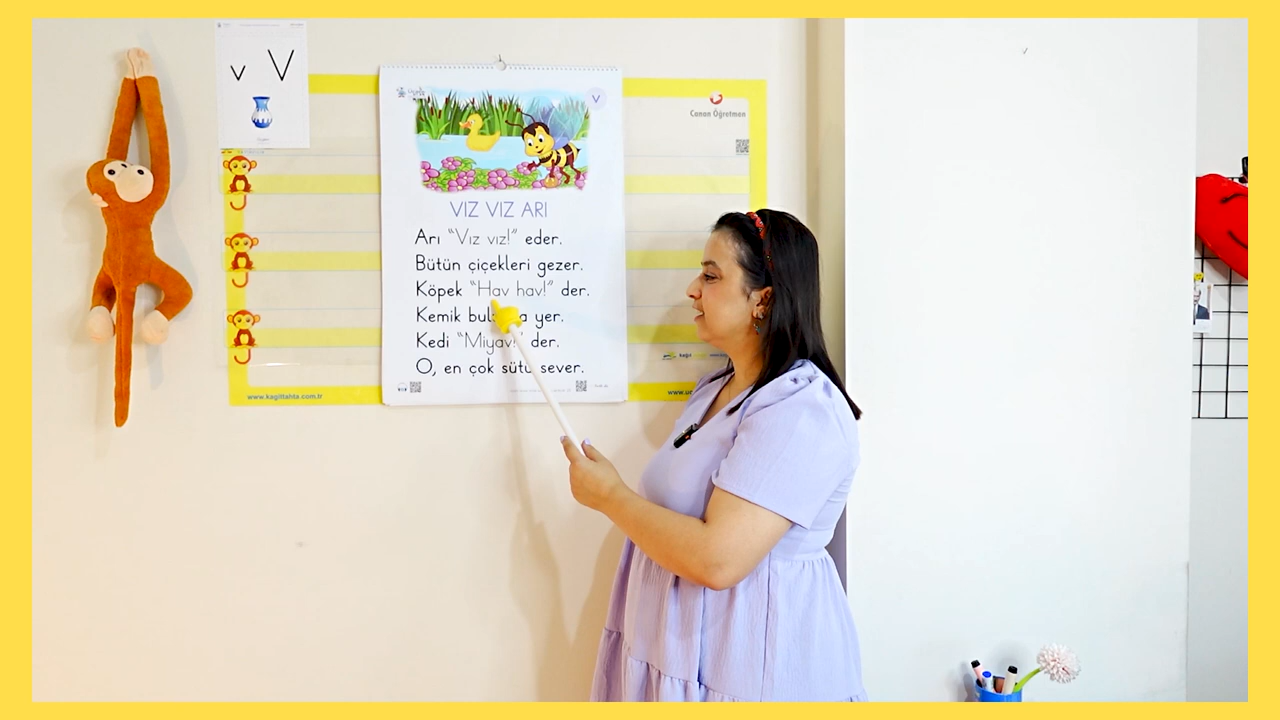 v V
v
VIZ VIZ ARI
Arı “Vız vız!” eder.
Bütün çiçekleri gezer.
Köpek “Hav hav!” der.
Kemik yer.
Kedi “Miyav!” der.
O, en çok sütü sever.
Canan Öğretmen
www.kagittahta.com.tr